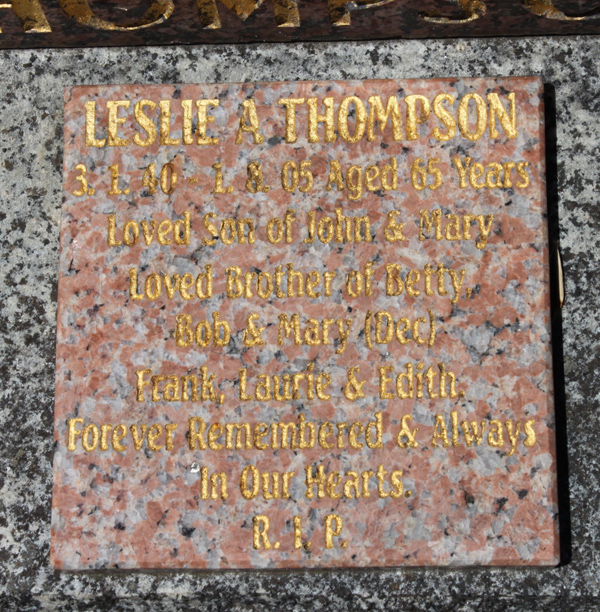 LESLIE A THOMPSON
3. 1. 40 - 1. 8. 05 Aged 65 Years
Loved Son of John & Mary
Loved Brother of Betty,
Bob & Mary (Dec)
Frank, Laurie & Edith.
Forever Remembered & Always
In Our Hearts.
R. I. P.